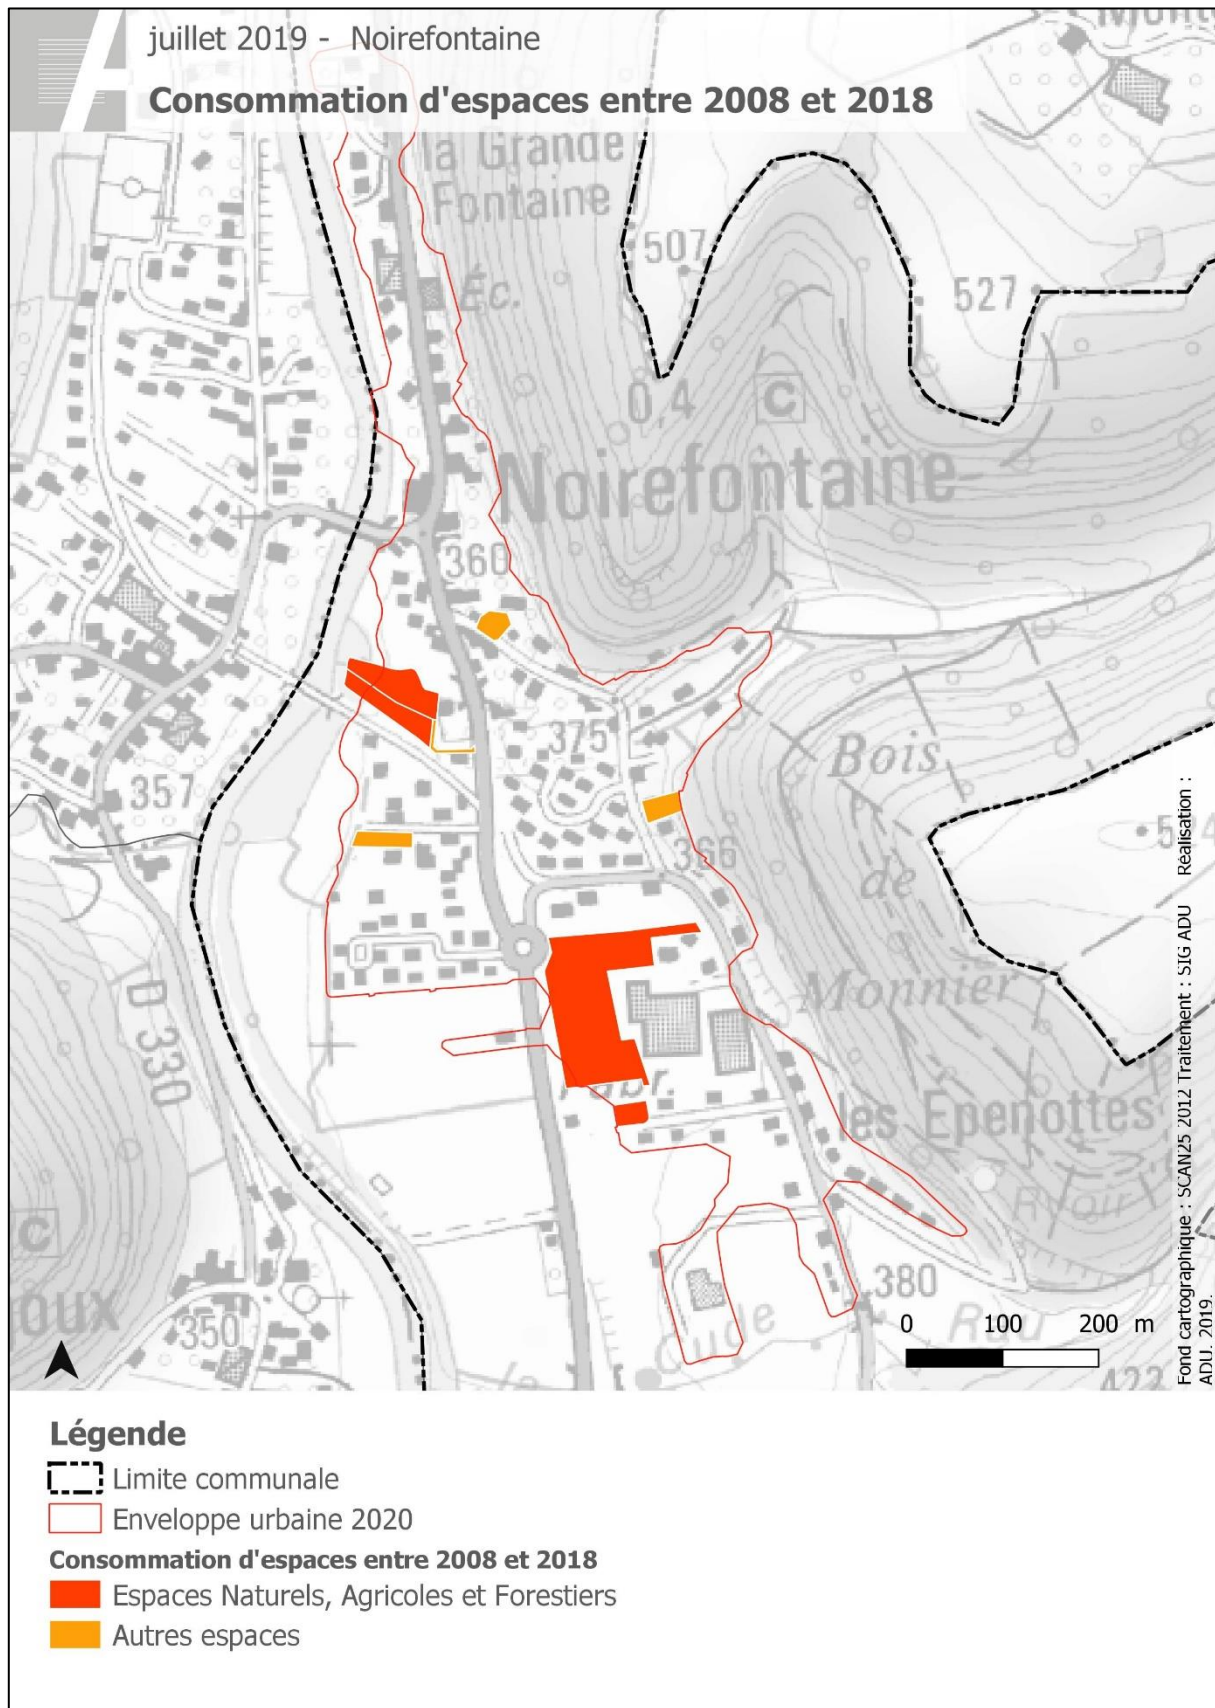 juillet 2019 - Noirefontaine
Consommation d'espaces entre 2008 et 2018
la Grande
Fontaine
507
527
Éc.
0,4
C
Noirefontaine
360
375
Bois
357
366
de
Monnier
D 330
Fabr.
les Epenottes
C
380
350
0 100 200 m
422
Fond cartographique : SCAN25 2012 Traitement : SIG ADU Réalisation :
ADU, 2019.
Légende
Limite communale
Enveloppe urbaine 2020
Consommation d'espaces entre 2008 et 2018
Espaces Naturels, Agricoles et Forestiers
Autres espaces